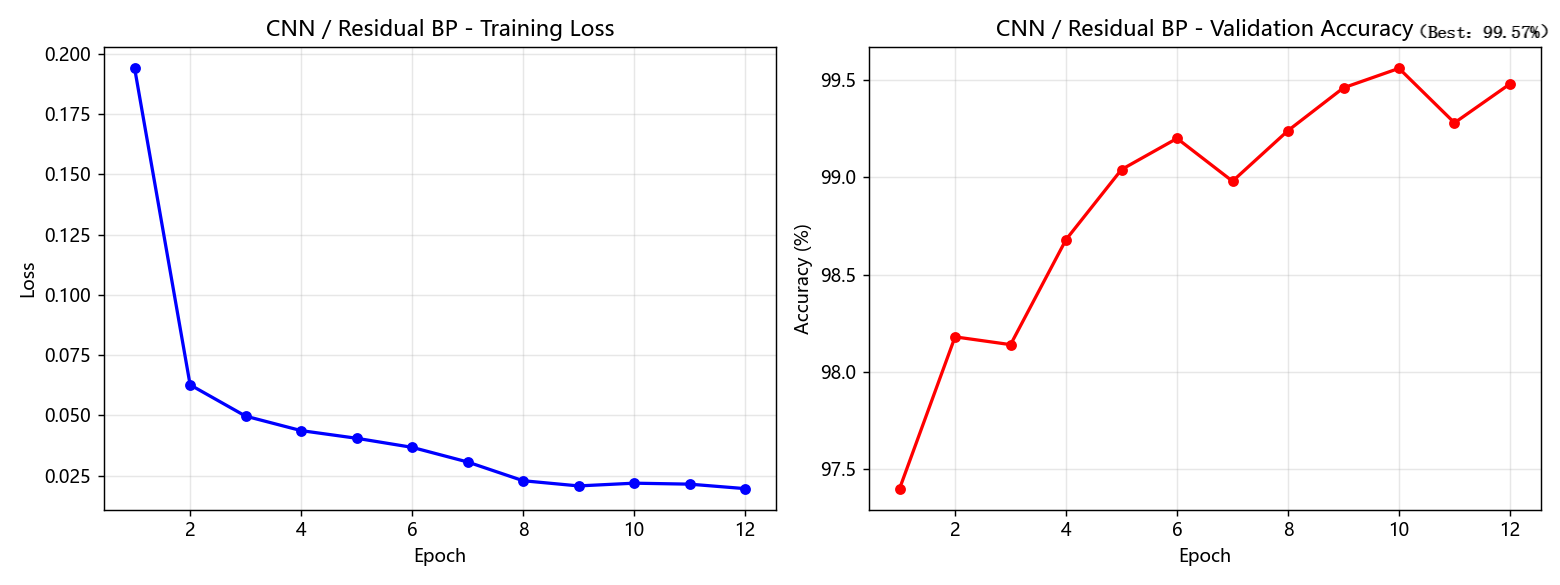 CNN / Residual BP - Training Loss
0.200
0.175
0.150
0.125
0.100
0.075
0.050
0.025
Loss
2 4 6 8 10 12
Epoch
CNN / Residual BP - Validation Accuracy (Best: 99.57%)
99.5
99.0
98.5
98.0
97.5
Accuracy (%)
2 4 6 8 10 12
Epoch